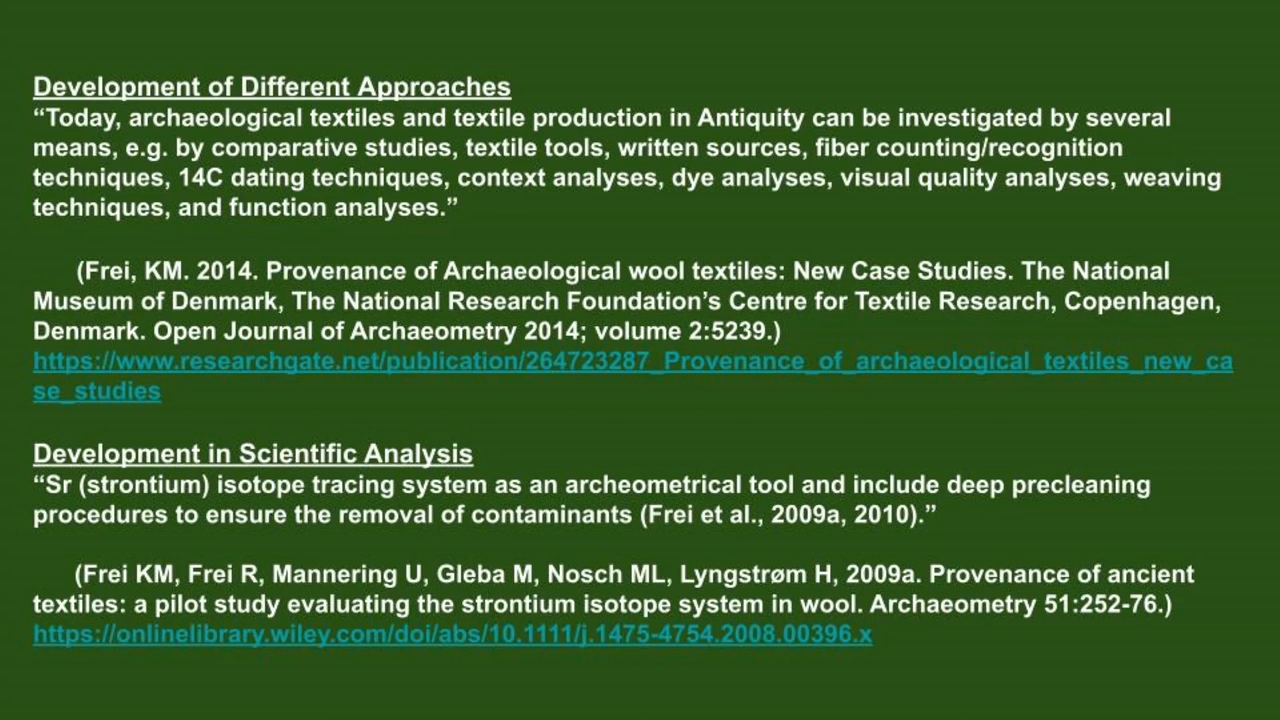 Development of Different Approaches
“Today, archaeological textiles and textile production in Antiquity can be investigated by several
means, e.g. by comparative studies, textile tools, written sources, fiber counting/recognition
techniques, 14C dating techniques, context analyses, dye analyses, visual quality analyses, weaving
techniques, and function analyses.”
(Frei, KM. 2014. Provenance of Archaeological wool textiles: New Case Studies. The National
Museum of Denmark, The National Research Foundation’s Centre for Textile Research, Copenhagen,
Denmark. Open Journal of Archaeometry 2014; volume 2:5239.)
https://www.researchgate.net/publication/264723287_Provenance_of_archaeological_textiles_new_ca
se_studies
Development in Scientific Analysis
“Sr (strontium) isotope tracing system as an archeometrical tool and include deep precleaning
procedures to ensure the removal of contaminants (Frei et al., 2009a, 2010).”
(Frei KM, Frei R, Mannering U, Gleba M, Nosch ML, Lyngstrøm H, 2009a. Provenance of ancient
textiles: a pilot study evaluating the strontium isotope system in wool. Archaeometry 51:252-76.)
https://onlinelibrary.wiley.com/doi/abs/10.1111/j.1475-4754.2008.00396.x